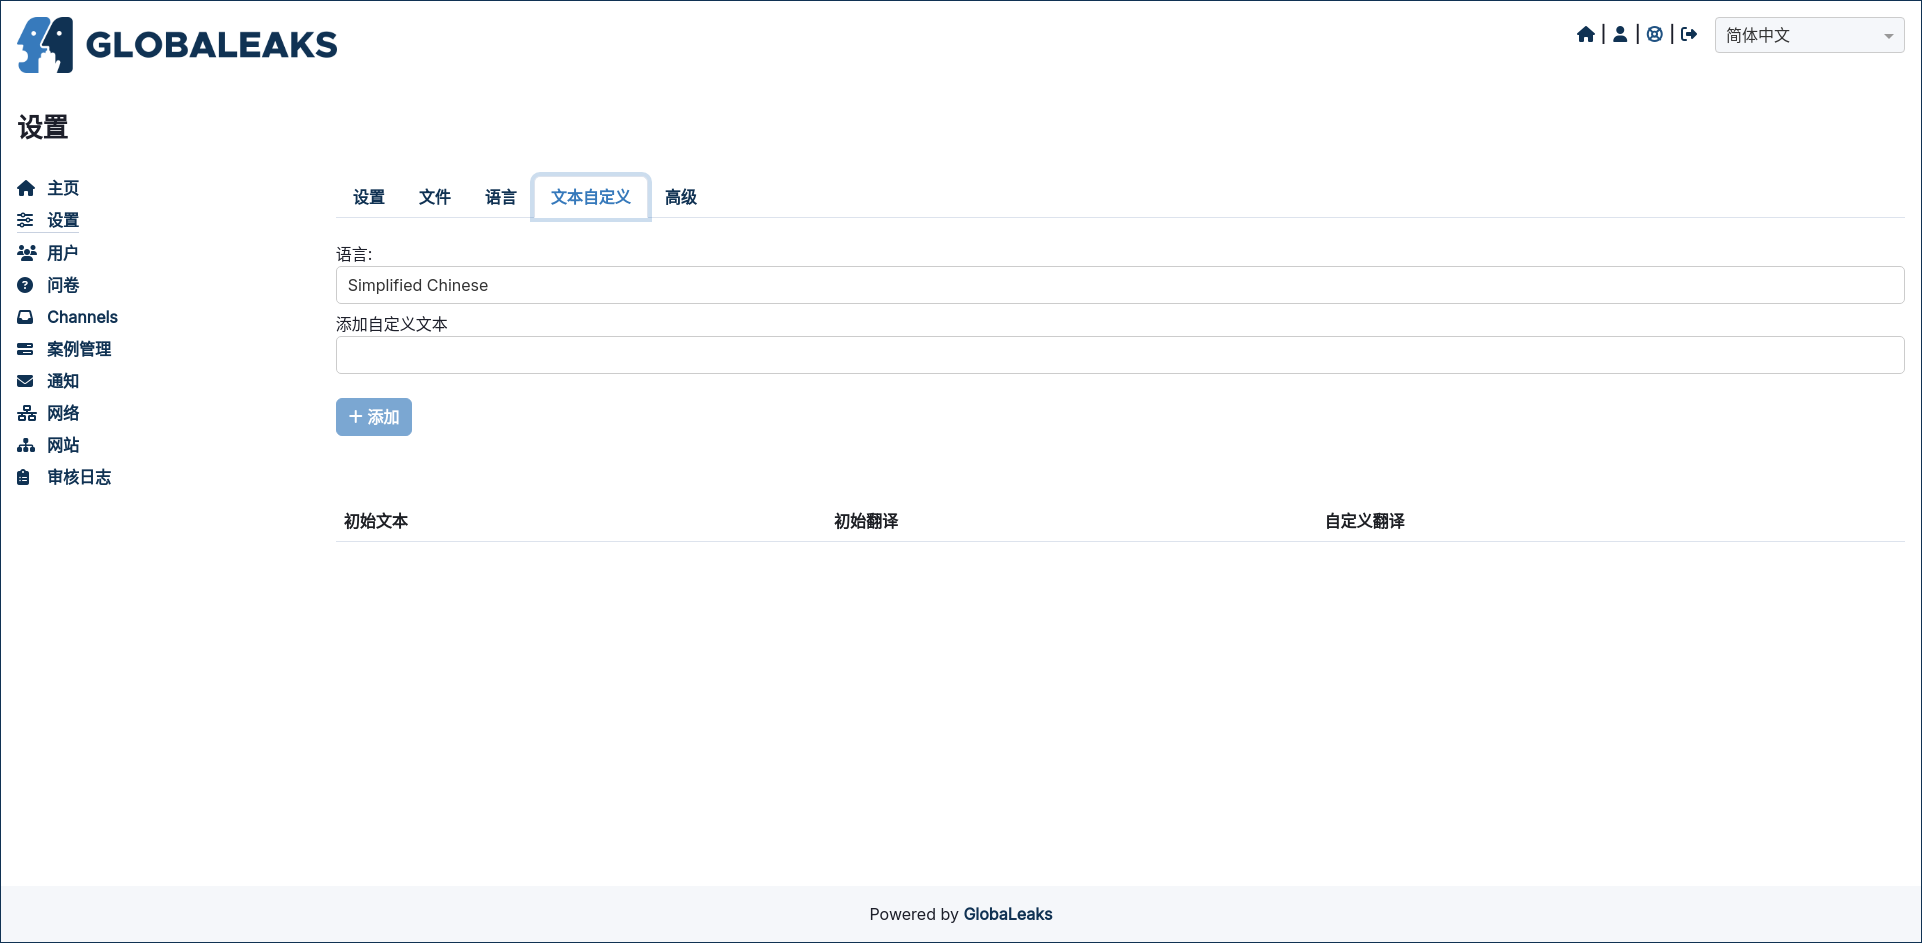 GLOBALEAKS
简体中文
设置
主页
设置
用户
问卷
Channels
案例管理
通知
网络
网站
审核日志
设置 文件 语言 文本自定义 高级
语言:
Simplified Chinese
添加自定义文本
添加
初始文本 初始翻译 自定义翻译
Powered by GlobaLeaks